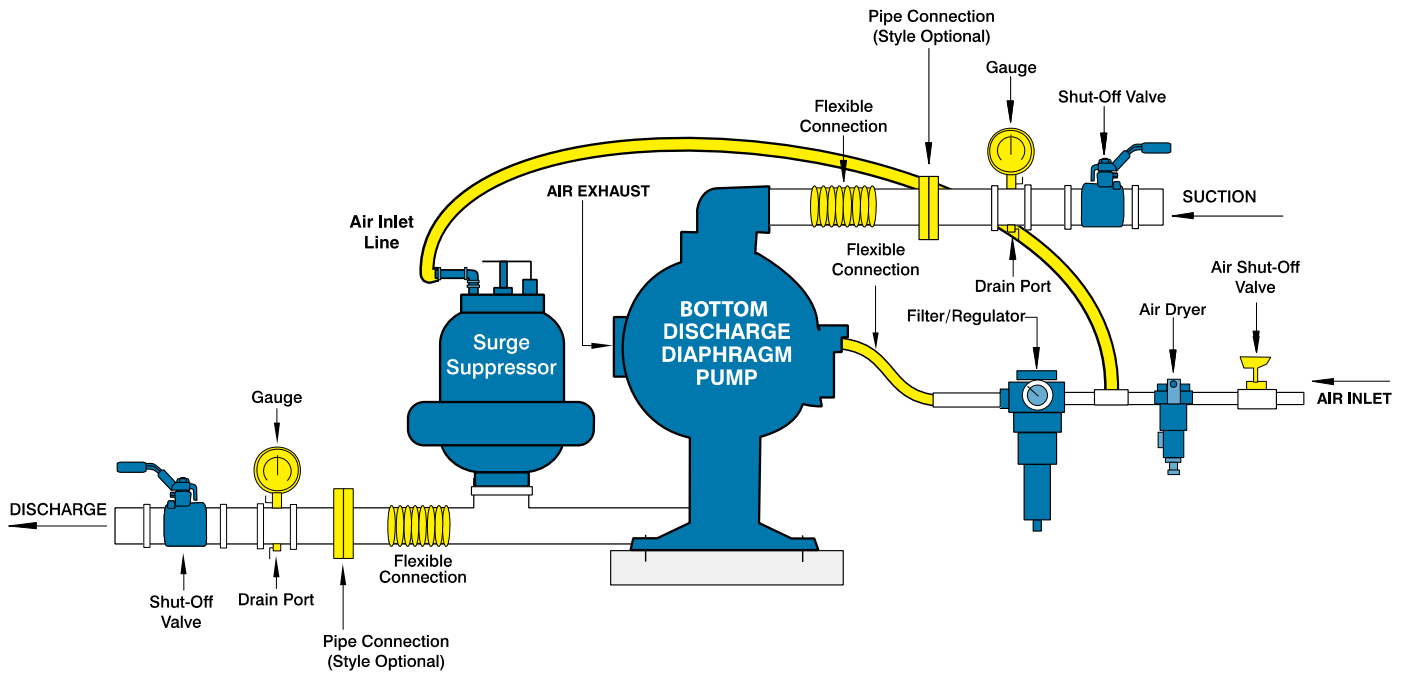 Pipe Connection
(Style Optional)
Gauge
Shut-Off Valve
Flexible
Connection
AIR EXHAUST
SUCTION
Air Inlet
Line
Flexible
Connection
Drain Port
Air Shut-Off
Valve
Filter/Regulator
Air Dryer
BOTTOM
DISCHARGE
DIAPHRAGM
PUMP
Surge
Suppressor
AIR INLET
Gauge
DISCHARGE
Flexible
Connection
Shut-Off
Valve
Drain Port
Pipe Connection
(Style Optional)